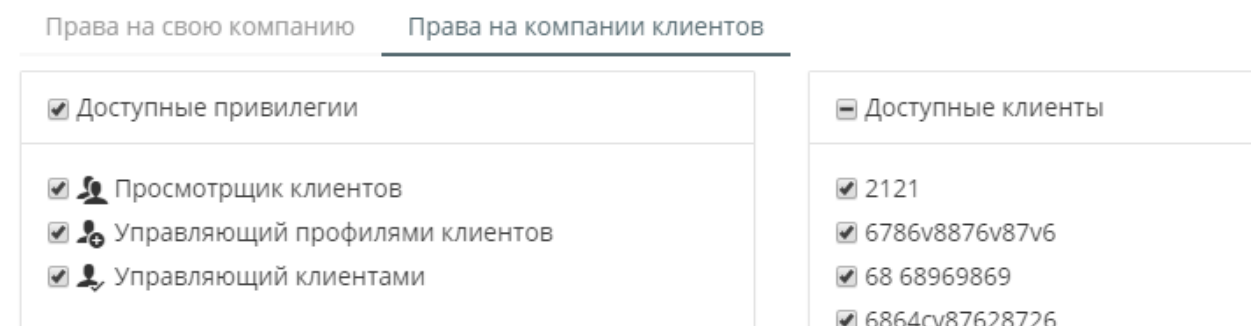 Права на свою компанию Права на компании клиентов
Доступные привилегии
Просмотрщик клиентов
Управляющий профилями клиентов
Управляющий клиентами
Доступные клиенты
2121
6786v8876v87v6
68 68969869
6864cv87628726